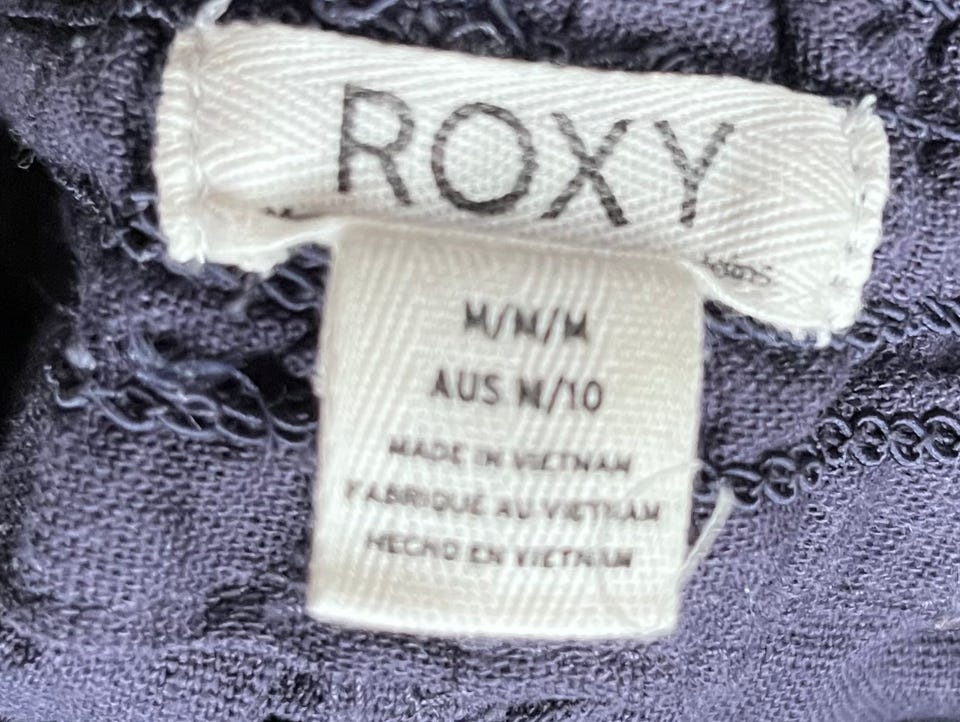 ROXY
M/M/M
AUS M/10
MADE IN VIETNAM
FABRIQUÉ AU VIETNAM
HECHO EN VIETNAM